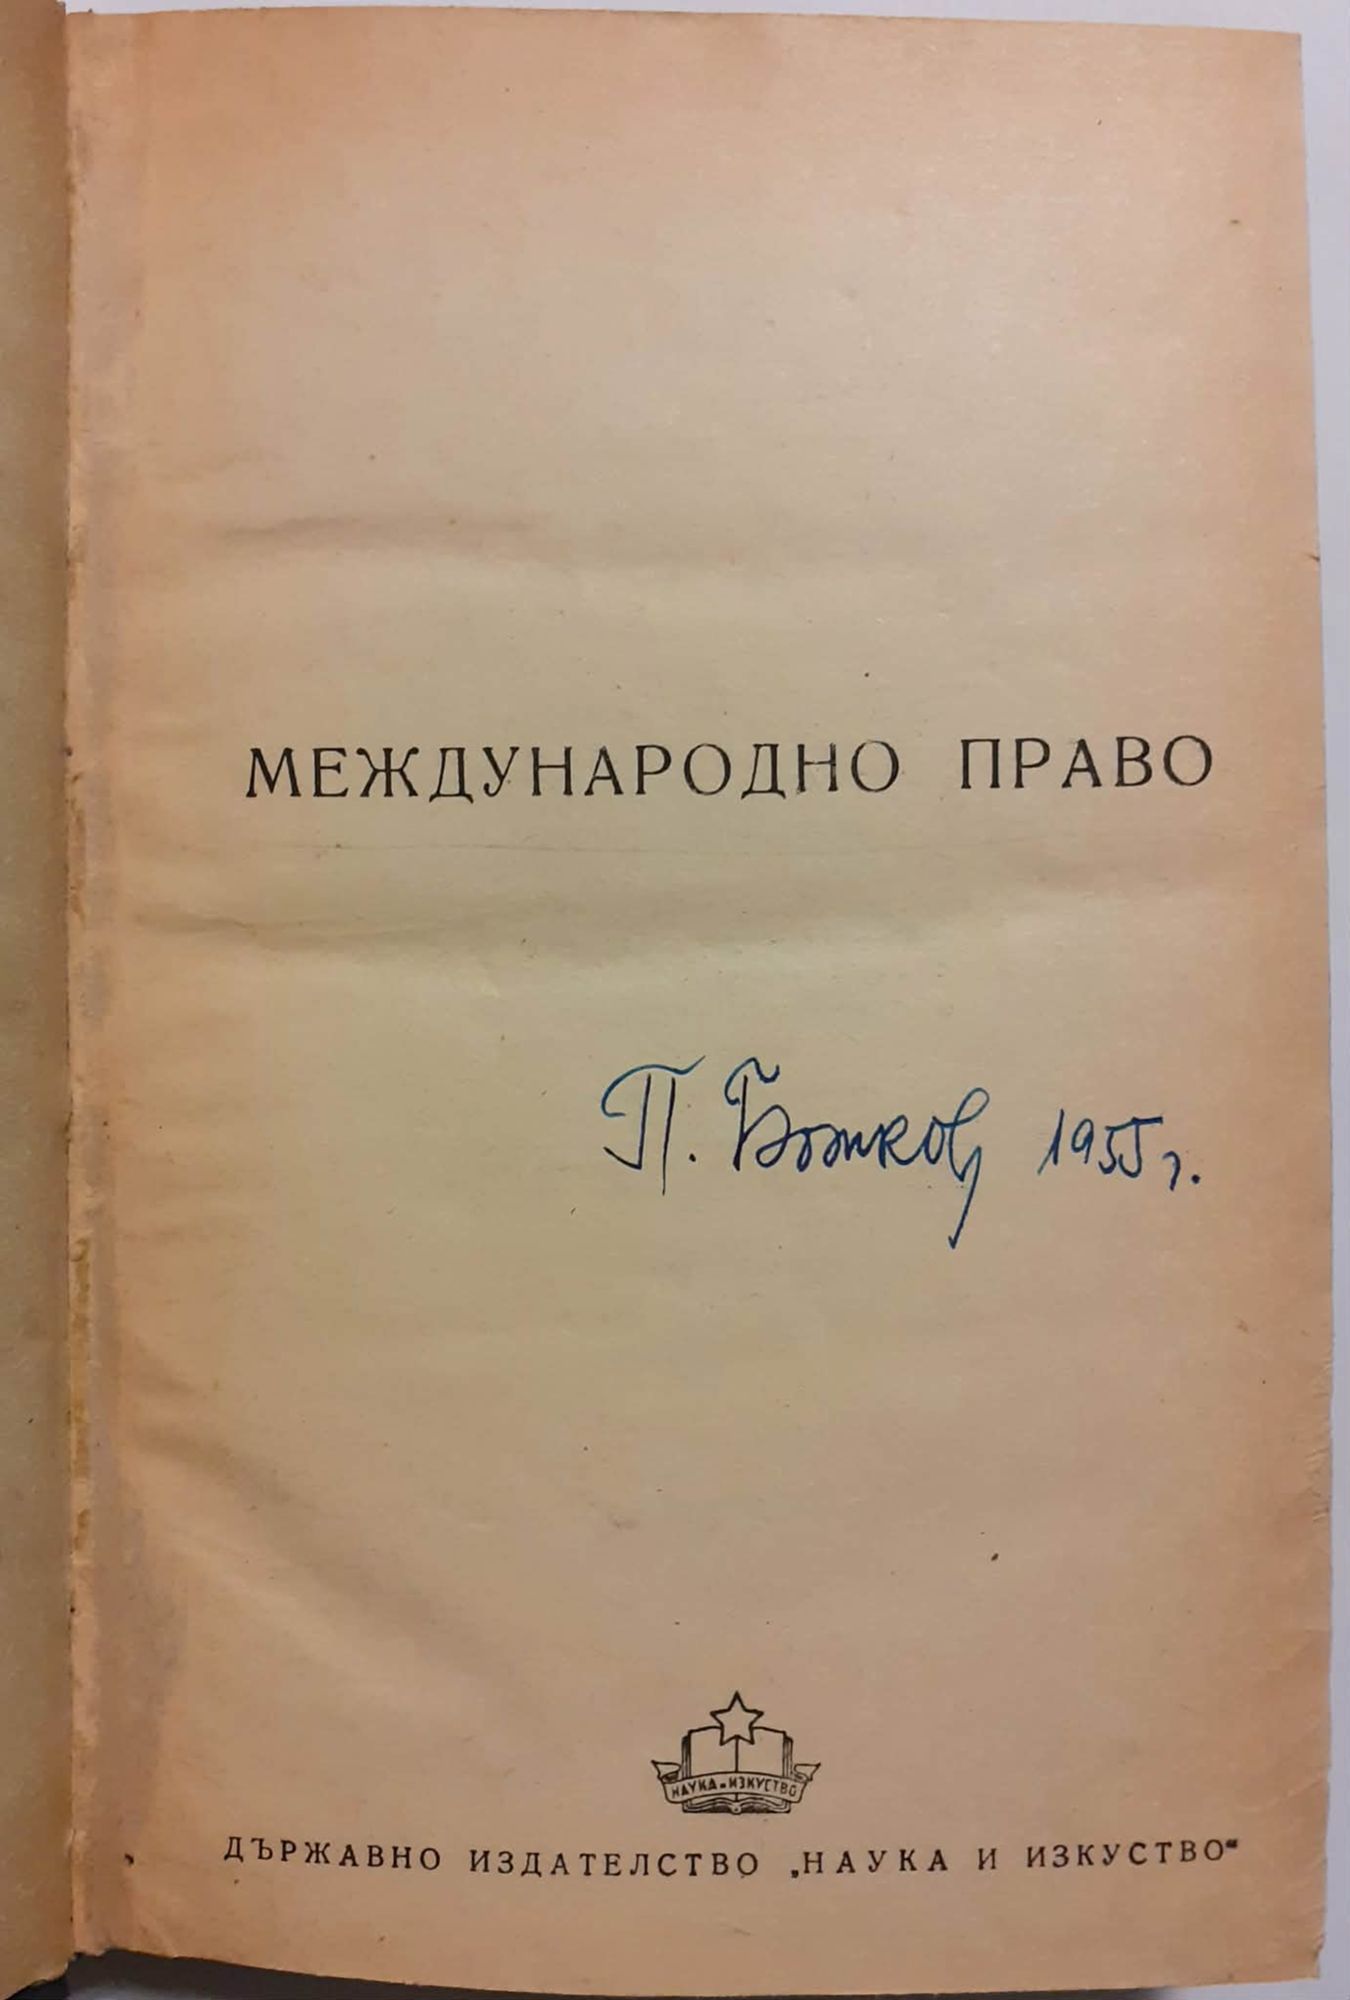 МЕЖДУНАРОДНО ПРАВО
П. Божков 1955 г.
НАУКА И ИЗКУСТВО
ДЪРЖАВНО ИЗДАТЕЛСТВО „НАУКА И ИЗКУСТВО“